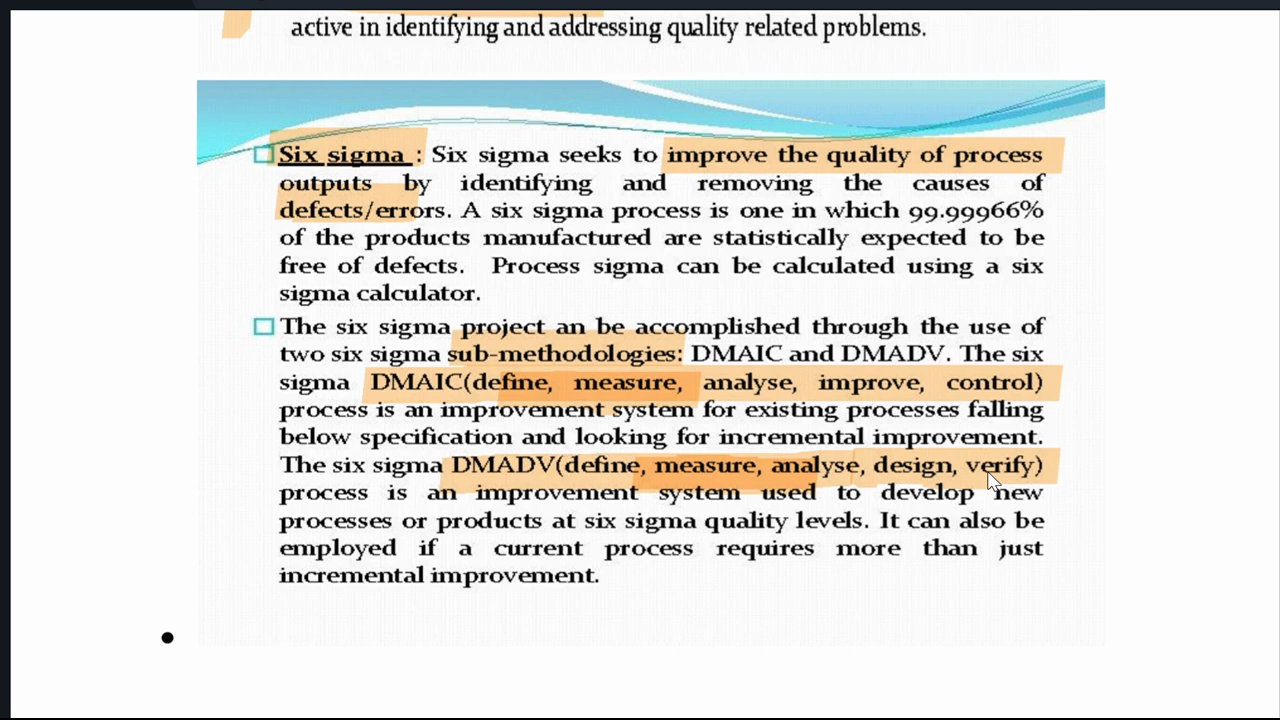 active in identifying and addressing quality related problems.
Six sigma : Six sigma seeks to improve the quality of process
outputs by identifying and removing the causes of
defects/errors. A six sigma process is one in which 99.99966%
of the products manufactured are statistically expected to be
free of defects. Process sigma can be calculated using a six
sigma calculator.
The six sigma project an be accomplished through the use of
two six sigma sub-methodologies: DMAIC and DMADV. The six
sigma DMAIC(define, measure, analyse, improve, control)
process is an improvement system for existing processes falling
below specification and looking for incremental improvement.
The six sigma DMADV(define, measure, analyse, design, verify)
process is an improvement system used to develop new
processes or products at six sigma quality levels. It can also be
employed if a current process requires more than just
incremental improvement.